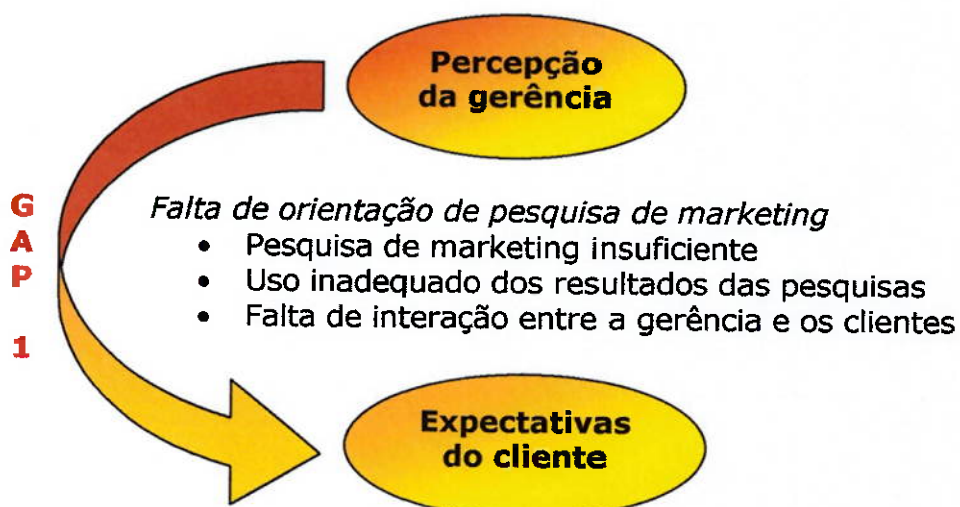 Percepção
da gerência
GAP 1
Falta de orientação de pesquisa de marketing
• Pesquisa de marketing insuficiente
• Uso inadequado dos resultados das pesquisas
• Falta de interação entre a gerência e os clientes
Expectativas
do cliente